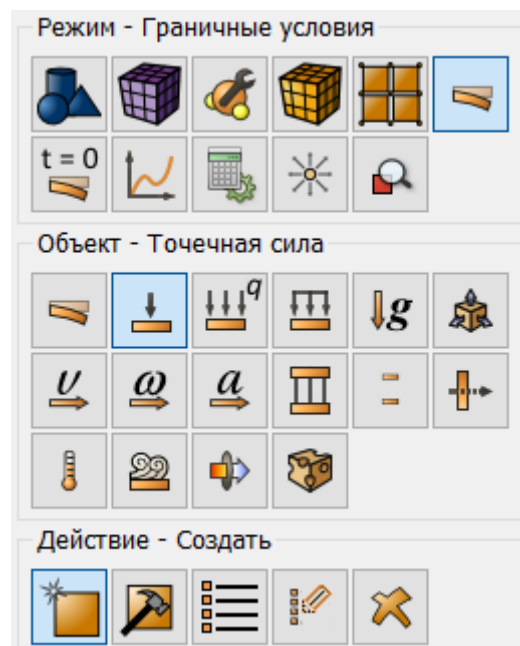 Режим - Граничные условия
t = 0
Объект - Точечная сила
q
g
υ
ω
a
Действие - Создать